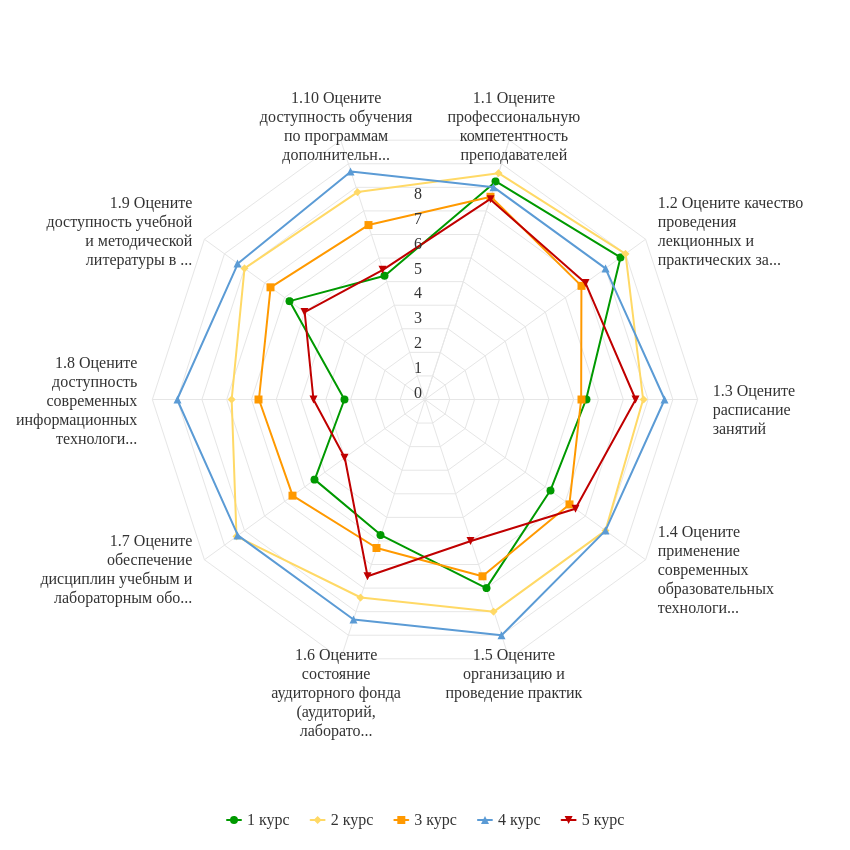 1.10 Оцените
доступность обучения
по программам
дополнительн...
1.1 Оцените
профессиональную
компетентность
преподавателей
1.9 Оцените
доступность учебной
и методической
литературы в ...
1.2 Оцените качество
проведения
лекционных и
практических за...
8
7
6
5
4
3
2
1
0
1.8 Оцените
доступность
современных
информационных
технологи...
1.3 Оцените
расписание
занятий
1.7 Оцените
обеспечение
дисциплин учебным и
лабораторным обо...
1.4 Оцените
применение
современных
образовательных
технологи...
1.6 Оцените
состояние
аудиторного фонда
(аудиторий,
лаборато...
1.5 Оцените
организацию и
проведение практик
1 курс 2 курс 3 курс 4 курс 5 курс